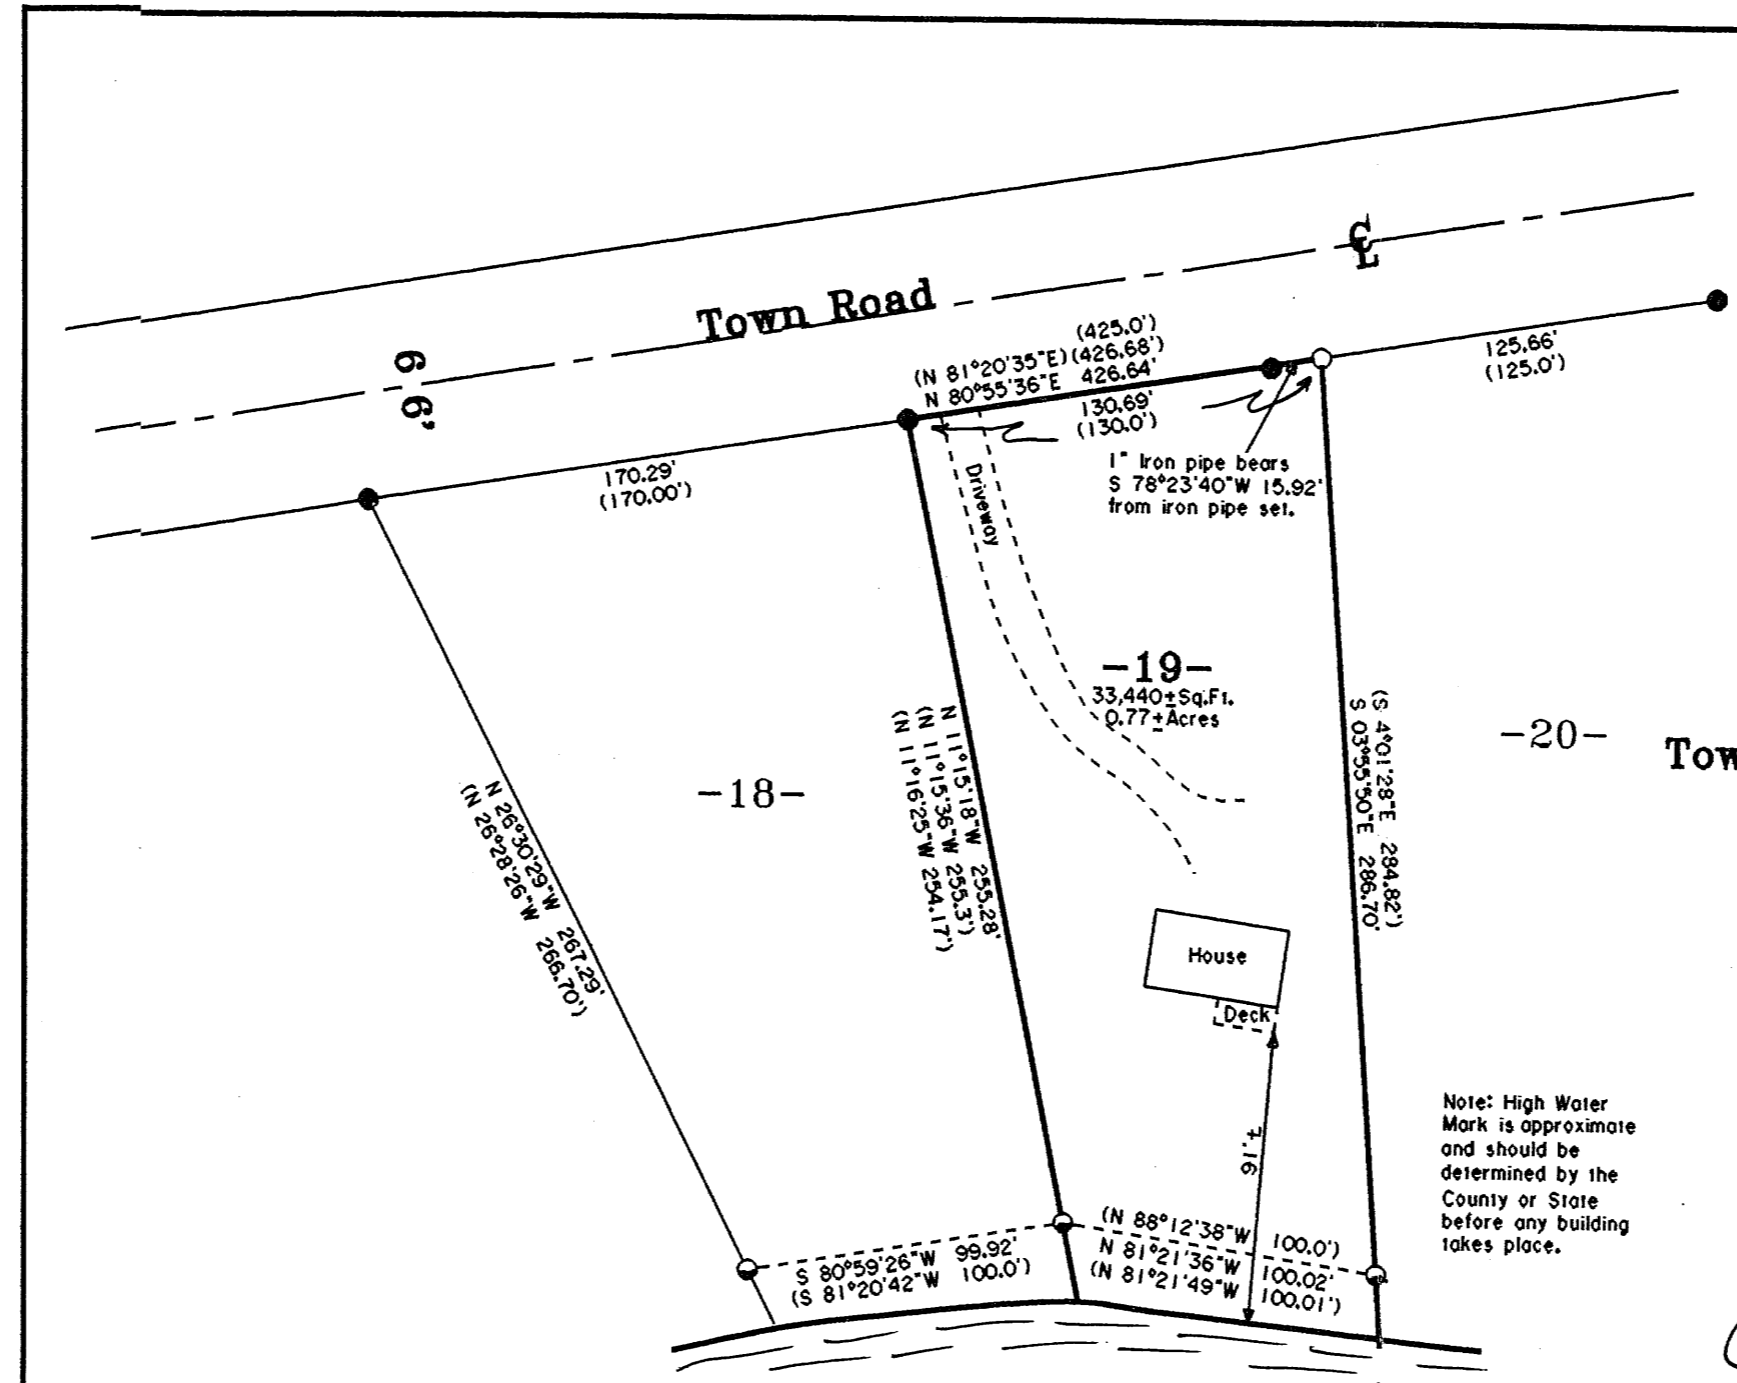 66'
Town Road
CL
(425.0')
(N 81°20'35"E)(426.68')
N 80°55'36"E 426.64'
130.69'
(130.0')
125.66'
(125.0')
170.29'
(170.00')
1" Iron pipe bears
S 78°23'40"W 15.92'
from iron pipe set.
Driveway
-19-
33,440±Sq.Ft.
0.77±Acres
-18-
-20-
Tow
N 26°30'29"W 267.29'
(N 26°28'26"W 266.70')
N 11°15'18"W 255.28'
(N 11°15'36"W 255.3')
(N 11°16'25"W 254.17')
(S 4°01'28"E 284.82')
S 03°55'50"E 286.70'
House
Deck
91'±
Note: High Water
Mark is approximate
and should be
determined by the
County or State
before any building
takes place.
S 80°59'26"W 99.92'
(S 81°20'42"W 100.0')
(N 88°12'38"W 100.0')
N 81°21'36"W 100.02'
(N 81°21'49"W 100.01')